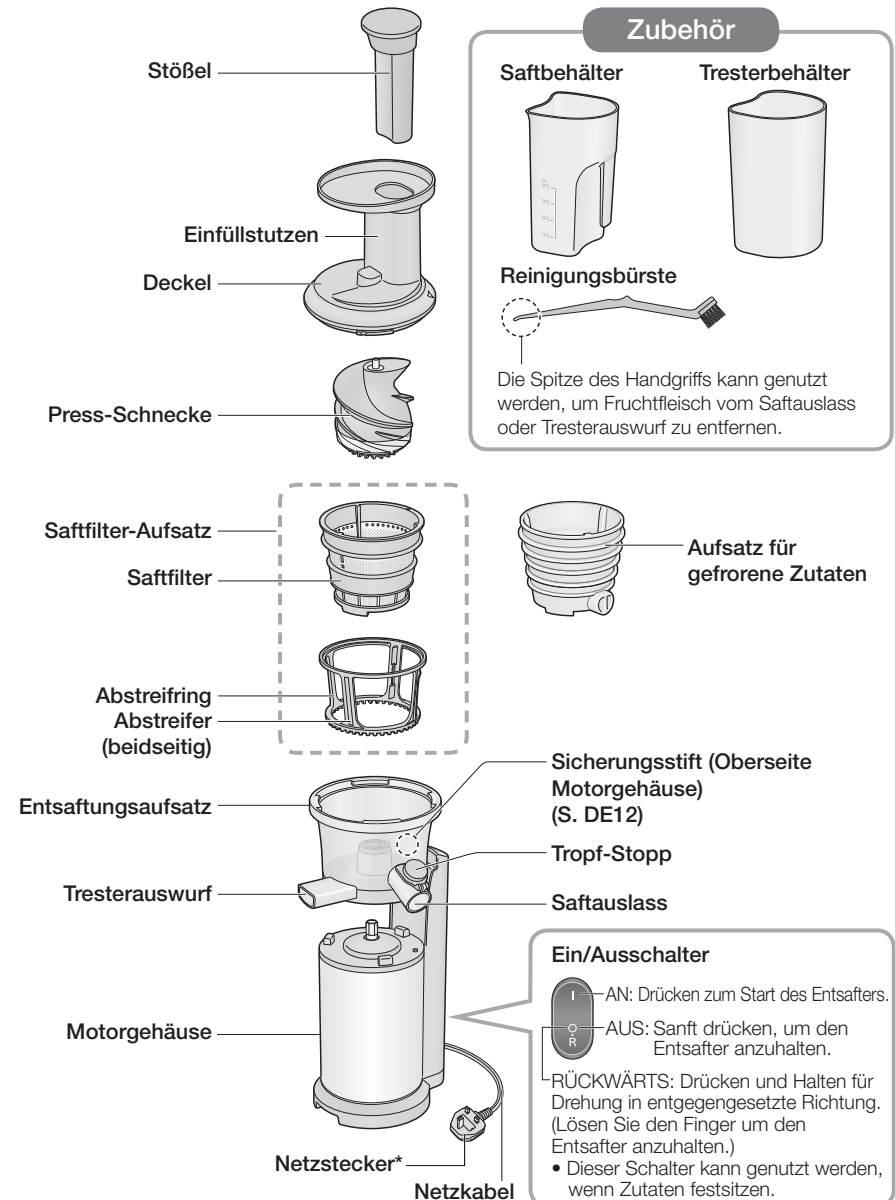 Stößel
Einfüllstutzen
Deckel
Press-Schnecke
Saftfilter-Aufsatz
Saftfilter
Abstreifring
Abstreifer
(beidseitig)
Entsaftungsaufsatz
Tresterauswurf
Motorgehäuse
Netzstecker*
Netzkabel
Zubehör
Saftbehälter
Tresterbehälter
Reinigungsbürste
Die Spitze des Handgriffs kann genutzt
werden, um Fruchtfleisch vom Saftauslass
oder Tresterauswurf zu entfernen.
Aufsatz für
gefrorene Zutaten
Sicherungsstift (Oberseite
Motorgehäuse)
(S. DE12)
Tropf-Stopp
Saftauslass
Ein/Ausschalter
I
AN: Drücken zum Start des Entsafters.
R
AUS: Sanft drücken, um den
Entsafter anzuhalten.
RÜCKWÄRTS: Drücken und Halten für
Drehung in entgegengesetzte Richtung.
(Lösen Sie den Finger um den
Entsafter anzuhalten.)
• Dieser Schalter kann genutzt werden,
wenn Zutaten festsitzen.